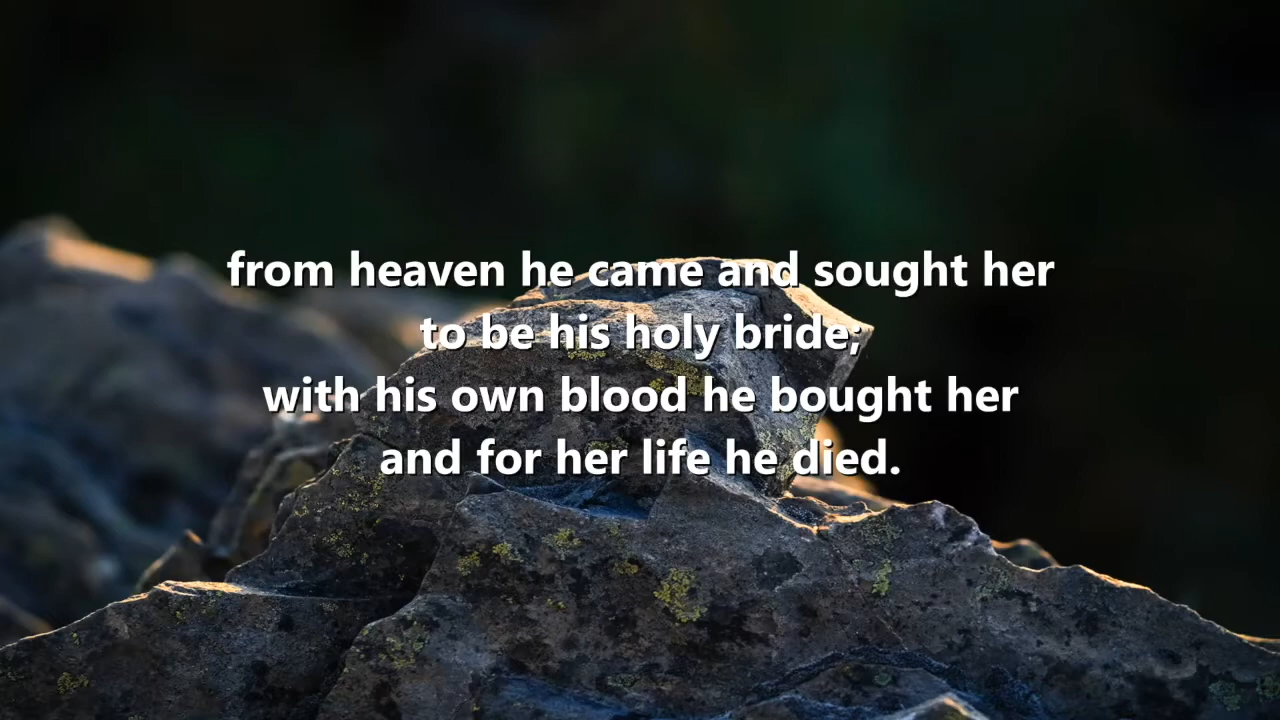 from heaven he came and sought her
to be his holy bride;
with his own blood he bought her
and for her life he died.